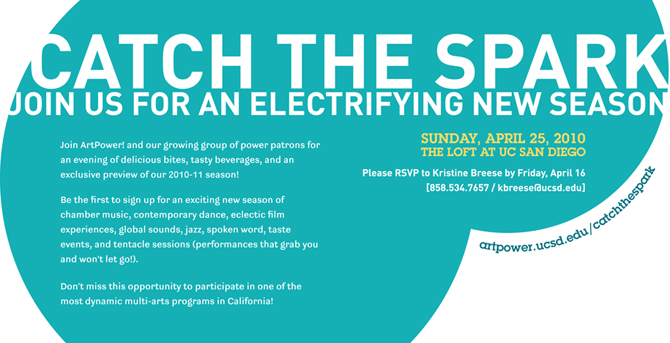 CATCH THE SPARK
JOIN US FOR AN ELECTRIFYING NEW SEASON
Join ArtPower! and our growing group of power patrons for
an evening of delicious bites, tasty beverages, and an
exclusive preview of our 2010-11 season!
Be the first to sign up for an exciting new season of
chamber music, contemporary dance, eclectic film
experiences, global sounds, jazz, spoken word, taste
events, and tentacle sessions (performances that grab you
and won't let go!).
Don't miss this opportunity to participate in one of the
most dynamic multi-arts programs in California!
SUNDAY, APRIL 25, 2010
THE LOFT AT UC SAN DIEGO
Please RSVP to Kristine Breese by Friday, April 16
[858.534.7657 / kbreese@ucsd.edu]
artpower.ucsd.edu/catchthespark